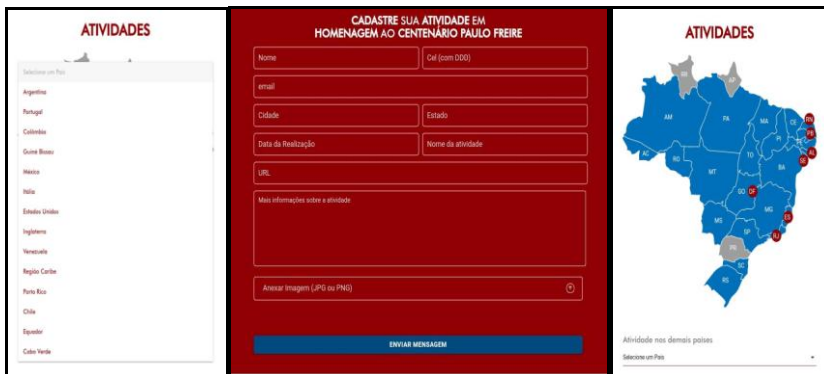 ATIVIDADES
Selecione um País
Argentina
Portugal
Colômbia
Guiné Bissau
México
Itália
Estados Unidos
Inglaterra
Venezuela
Região Caribe
Porto Rico
Chile
Equador
Cabo Verde
CADASTRE SUA ATIVIDADE EM
HOMENAGEM AO CENTENÁRIO PAULO FREIRE
Nome
Cel (com DDD)
email
Cidade
Estado
Data da Realização
Nome da atividade
URL
Mais informações sobre a atividade
Anexar Imagem (JPG ou PNG)
ENVIAR MENSAGEM
ATIVIDADES
RR
AP
AM
PA
MA
CE
RN
PB
PI
PE
AL
SE
AC
RO
TO
BA
MT
GO
DF
MG
ES
MS
SP
RJ
PR
SC
RS
Atividade nos demais países
Selecione um País